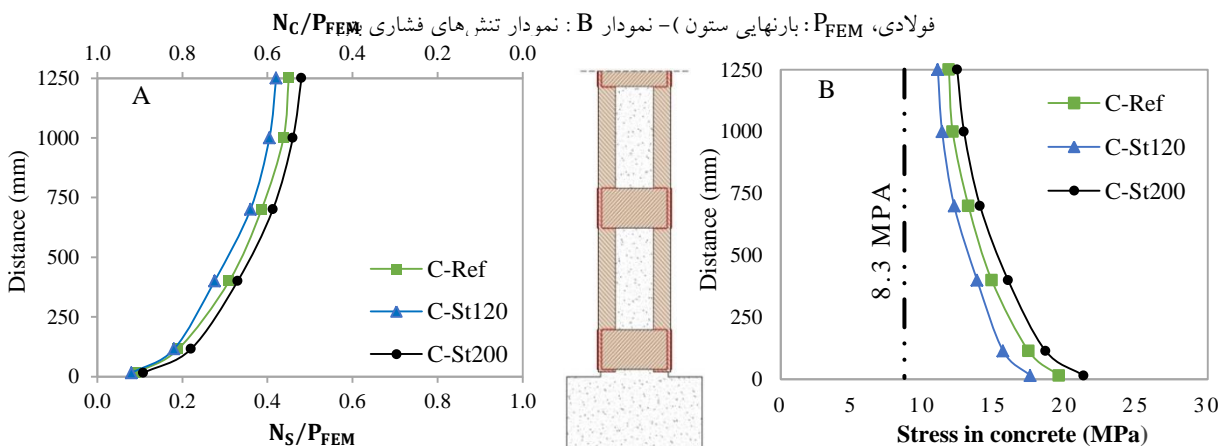 فولادی، P_FEM: بارنهایی ستون )- نمودار B : نمودار تنش‌های فشاری
N_C/P_FEM
1.0 0.8 0.6 0.4 0.2 0.0
1250
1000
750
500
250
0
Distance (mm)
A
C-Ref
C-St120
C-St200
0.0 0.2 0.4 0.6 0.8 1.0
N_S/P_FEM
1250
1000
750
500
250
0
Distance (mm)
B
8.3 MPA
C-Ref
C-St120
C-St200
0 5 10 15 20 25 30
Stress in concrete (MPa)